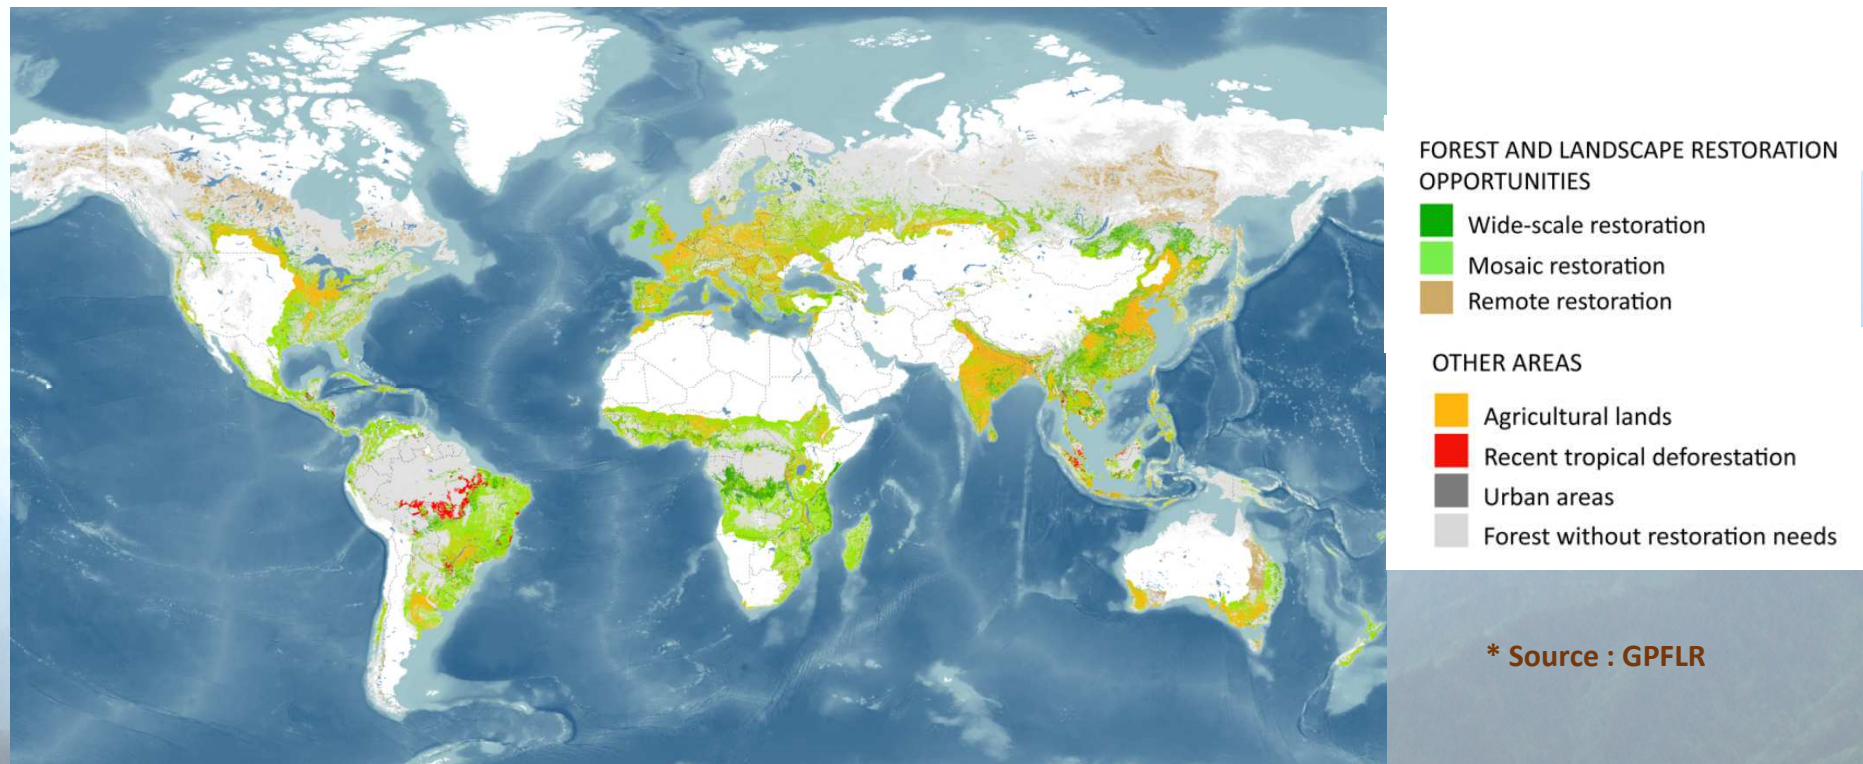 FOREST AND LANDSCAPE RESTORATION
OPPORTUNITIES
Wide-scale restoration
Mosaic restoration
Remote restoration
OTHER AREAS
Agricultural lands
Recent tropical deforestation
Urban areas
Forest without restoration needs
* Source : GPFLR